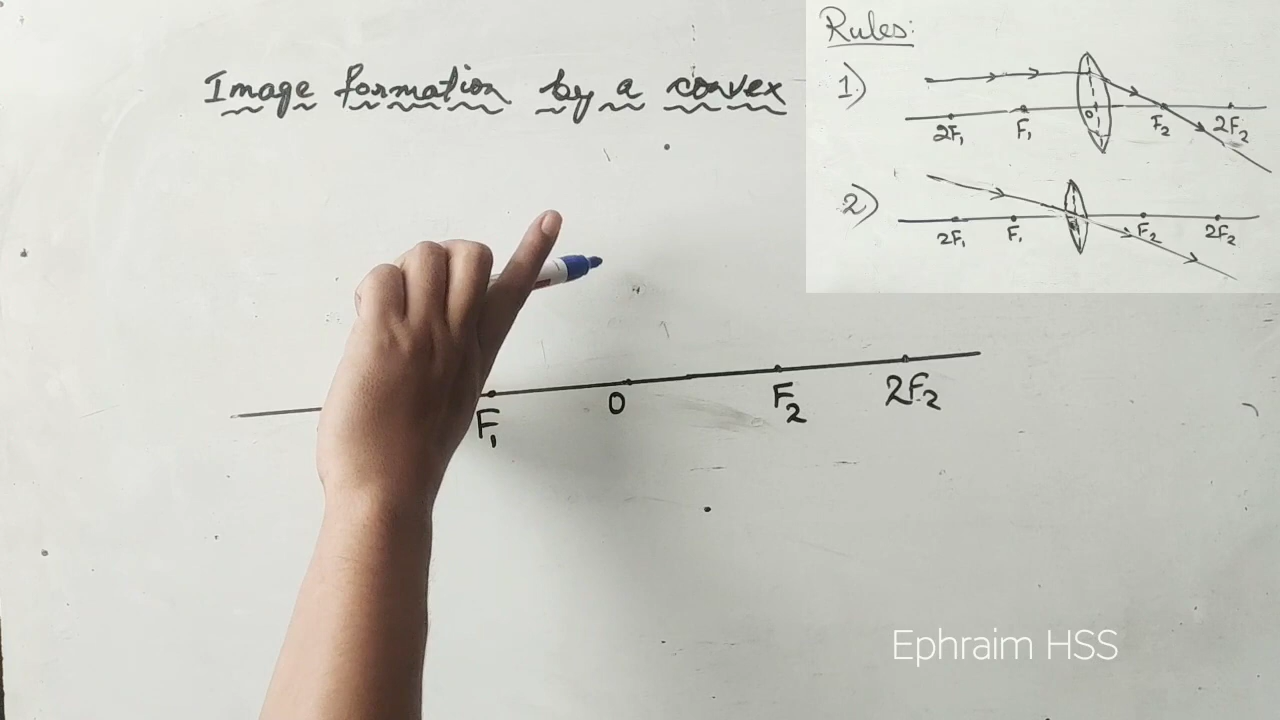 Image formation by a convex
Rules:
1)
2F₁ F₁ O F₂ 2F₂
2)
2F₁ F₁ F₂ 2F₂
F₁ O F₂ 2F₂
Ephraim HSS